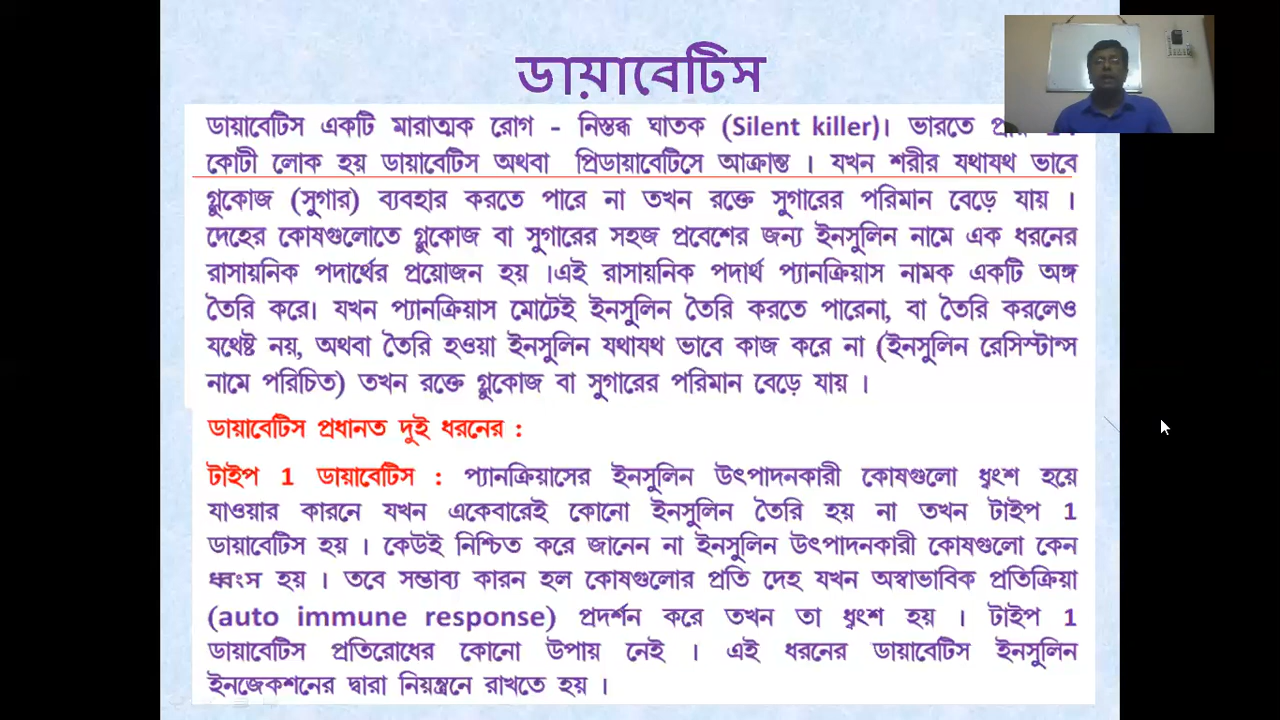 ডায়াবেটিস
ডায়াবেটিস একটি মারাত্মক রোগ - নিস্তব্ধ ঘাতক (Silent killer)। ভারতে
কোটী লোক হয় ডায়াবেটিস অথবা প্রিডায়াবেটিসে আক্রান্ত । যখন শরীর যথাযথ ভাবে
গ্লুকোজ (সুগার) ব্যবহার করতে পারে না তখন রক্তে সুগারের পরিমান বেড়ে যায় ।
দেহের কোষগুলোতে গ্লুকোজ বা সুগারের সহজ প্রবেশের জন্য ইনসুলিন নামে এক ধরনের
রাসায়নিক পদার্থের প্রয়োজন হয় ।এই রাসায়নিক পদার্থ প্যানক্রিয়াস নামক একটি অঙ্গ
তৈরি করে। যখন প্যানক্রিয়াস মোটেই ইনসুলিন তৈরি করতে পারেনা, বা তৈরি করলেও
যথেষ্ট নয়, অথবা তৈরি হওয়া ইনসুলিন যথাযথ ভাবে কাজ করে না (ইনসুলিন রেসিস্টান্স
নামে পরিচিত) তখন রক্তে গ্লুকোজ বা সুগারের পরিমান বেড়ে যায় ।
ডায়াবেটিস প্রধানত দুই ধরনের :
টাইপ 1 ডায়াবেটিস : প্যানক্রিয়াসের ইনসুলিন উৎপাদনকারী কোষগুলো ধ্বংশ হয়ে
যাওয়ার কারনে যখন একেবারেই কোনো ইনসুলিন তৈরি হয় না তখন টাইপ 1
ডায়াবেটিস হয় । কেউই নিশ্চিত করে জানেন না ইনসুলিন উৎপাদনকারী কোষগুলো কেন
ধ্বংস হয় । তবে সম্ভাব্য কারন হল কোষগুলোর প্রতি দেহ যখন অস্বাভাবিক প্রতিক্রিয়া
(auto immune response) প্রদর্শন করে তখন তা ধ্বংশ হয় । টাইপ 1
ডায়াবেটিস প্রতিরোধের কোনো উপায় নেই । এই ধরনের ডায়াবেটিস ইনসুলিন
ইনজেকশনের দ্বারা নিয়ন্ত্রনে রাখতে হয় ।